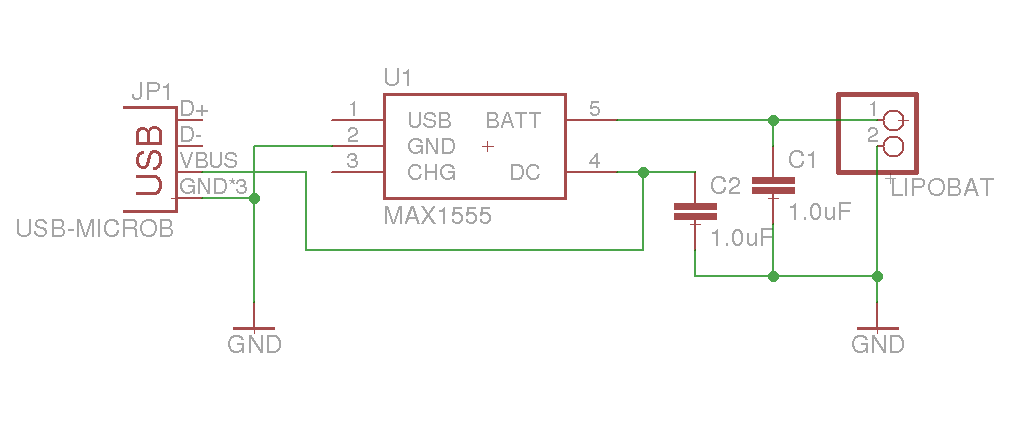 JP1
D+
D-
VBUS
GND*3
USB
USB-MICROB
GND
U1
1
2
3
USB
GND
CHG
BATT
DC
5
4
MAX1555
C2
1.0uF
C1
1.0uF
1
2
LIPOBAT
GND